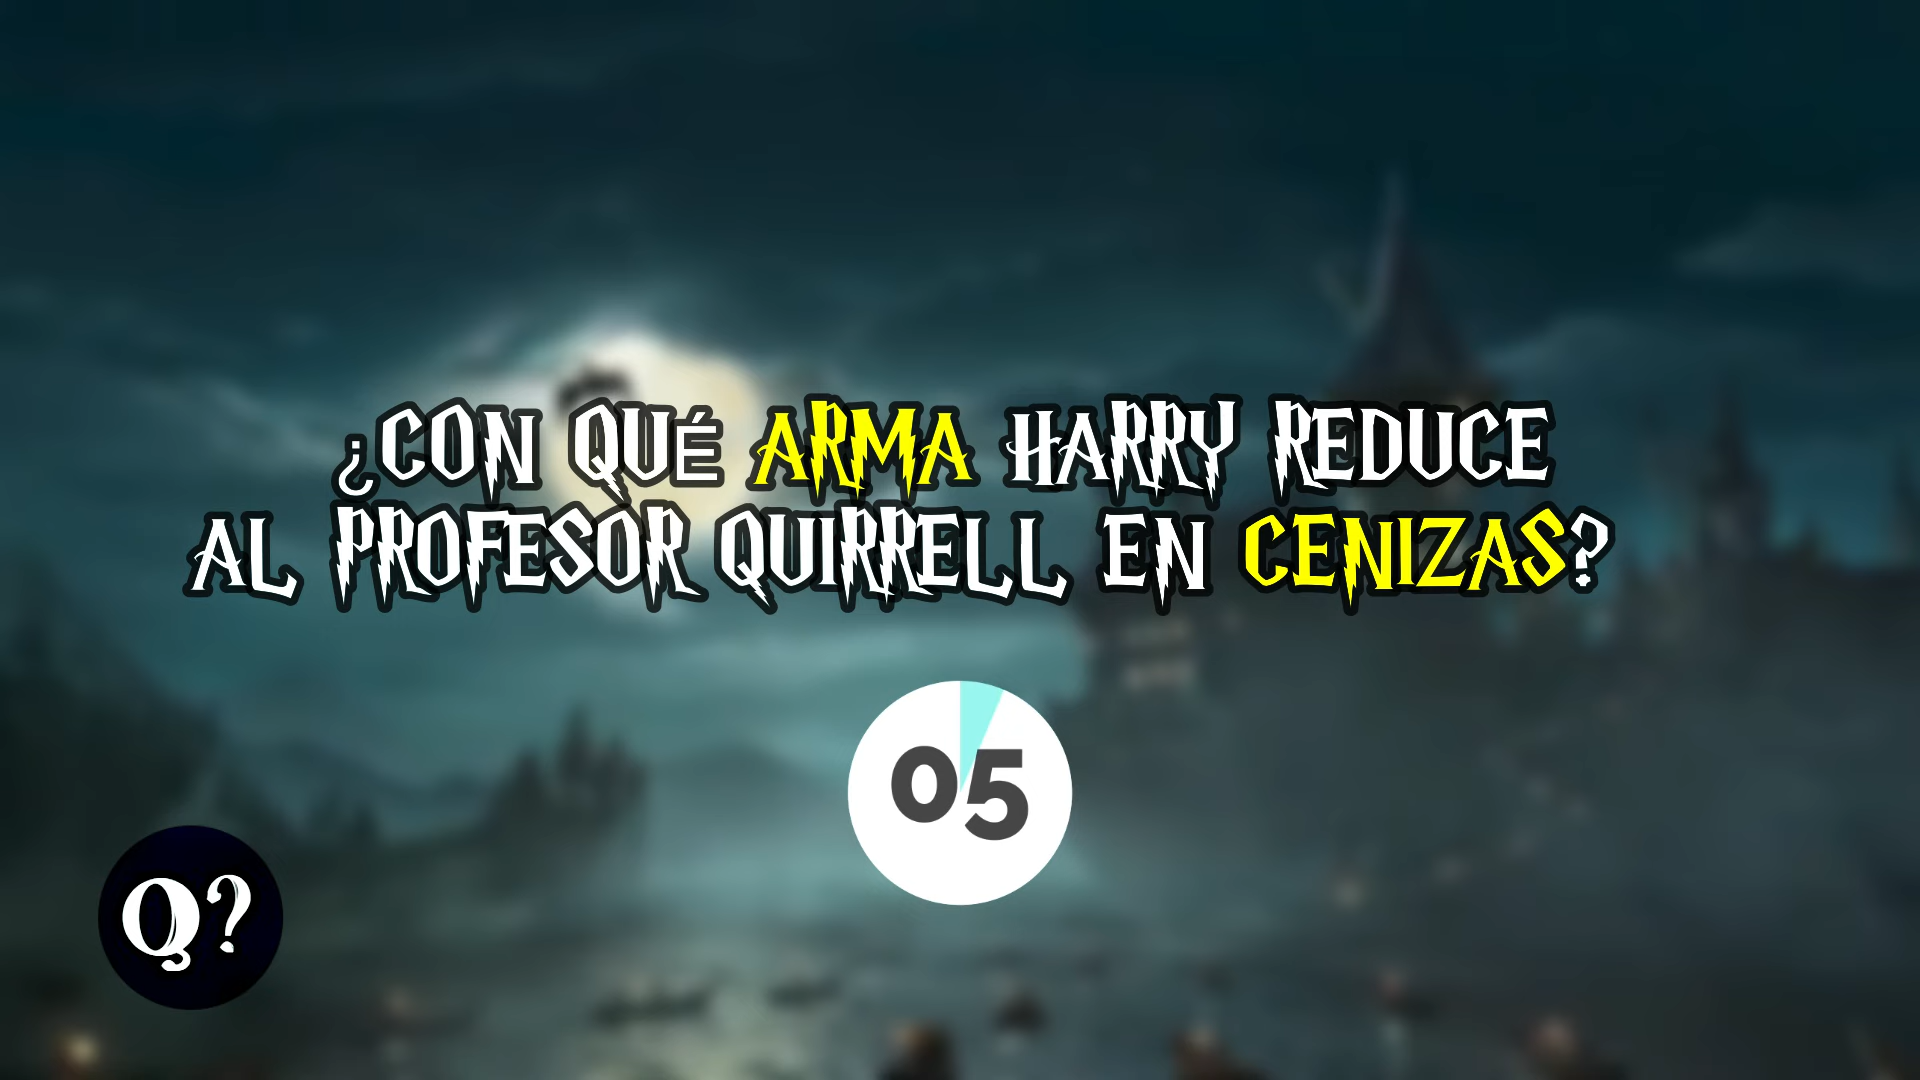 ¿CON QUÉ ARMA HARRY REDUCE
AL PROFESOR QUIRRELL EN CENIZAS?
05
Q?